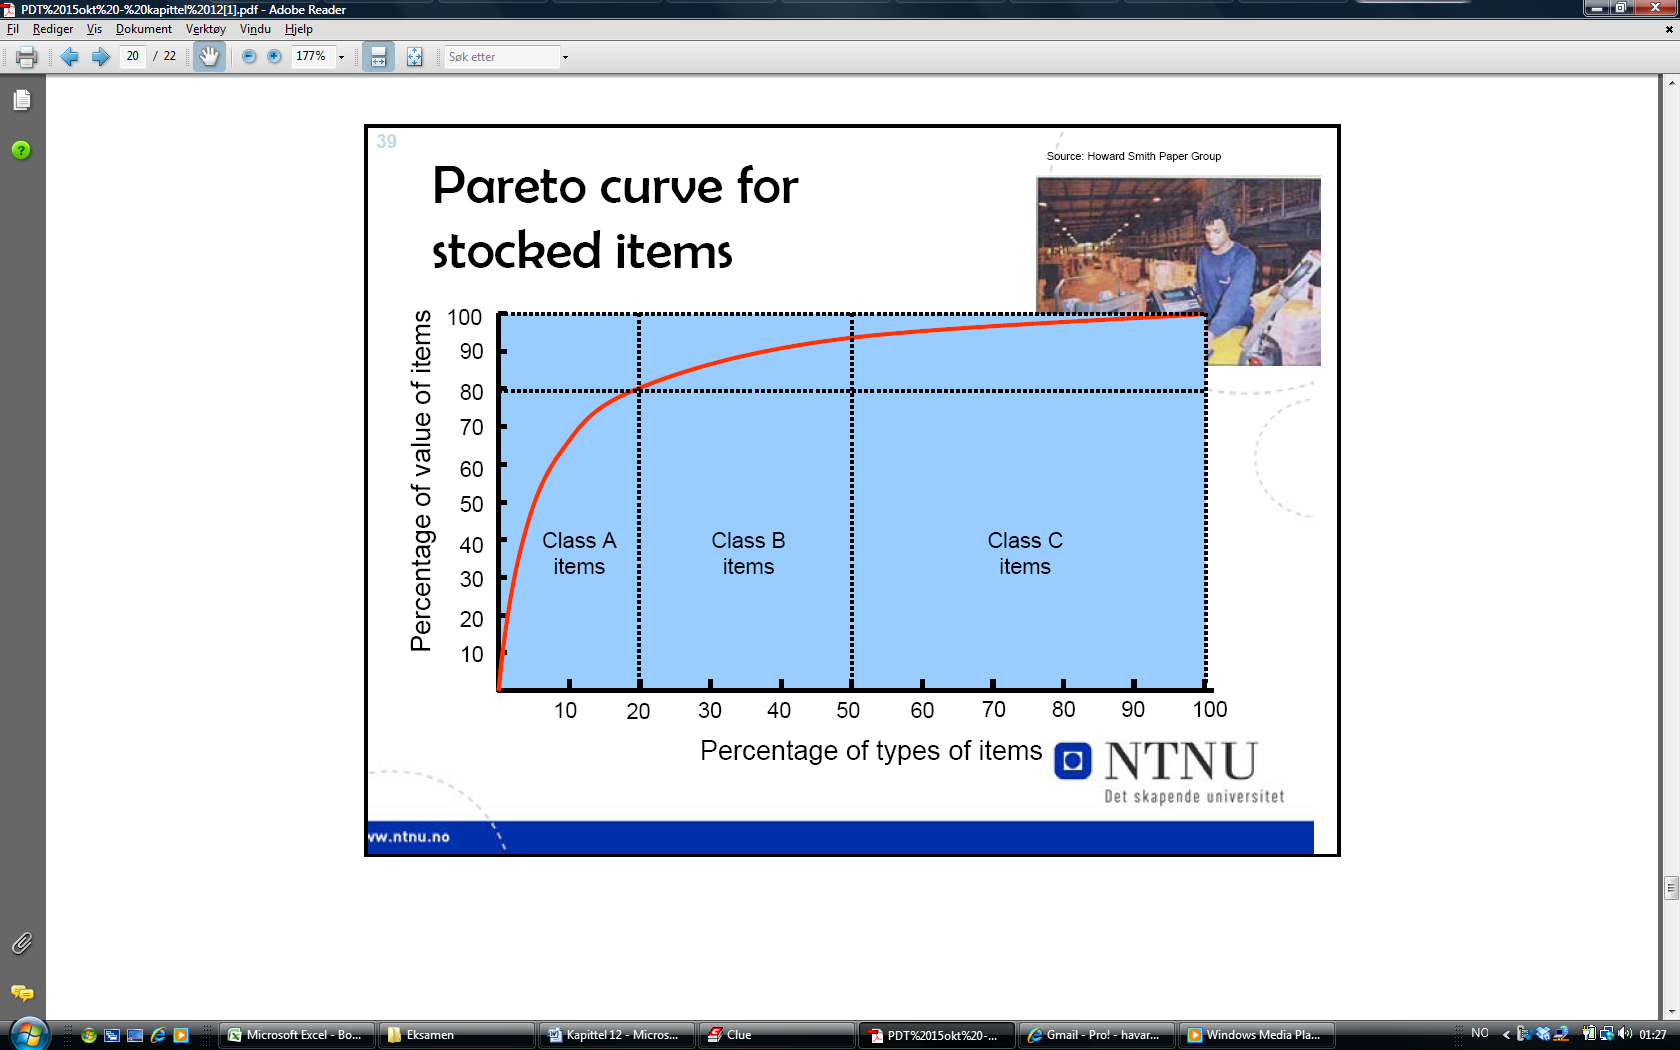 PDT%2015okt%20-%20kapittel%2012[1].pdf - Adobe Reader
Fil Rediger Vis Dokument Verktøy Vindu Hjelp
20 / 22 177% Søk etter
39
Source: Howard Smith Paper Group
Pareto curve for
stocked items
Percentage of value of items
100
90
80
70
60
50
40
30
20
10
Class A
items
Class B
items
Class C
items
10 20 30 40 50 60 70 80 90 100
Percentage of types of items
NTNU
Det skapende universitet
www.ntnu.no
Microsoft Excel - Bo... Eksamen Kapittel 12 - Micros... Clue PDT%2015okt%20-... Gmail - Pro! - havar... Windows Media Pla... NO 01:27